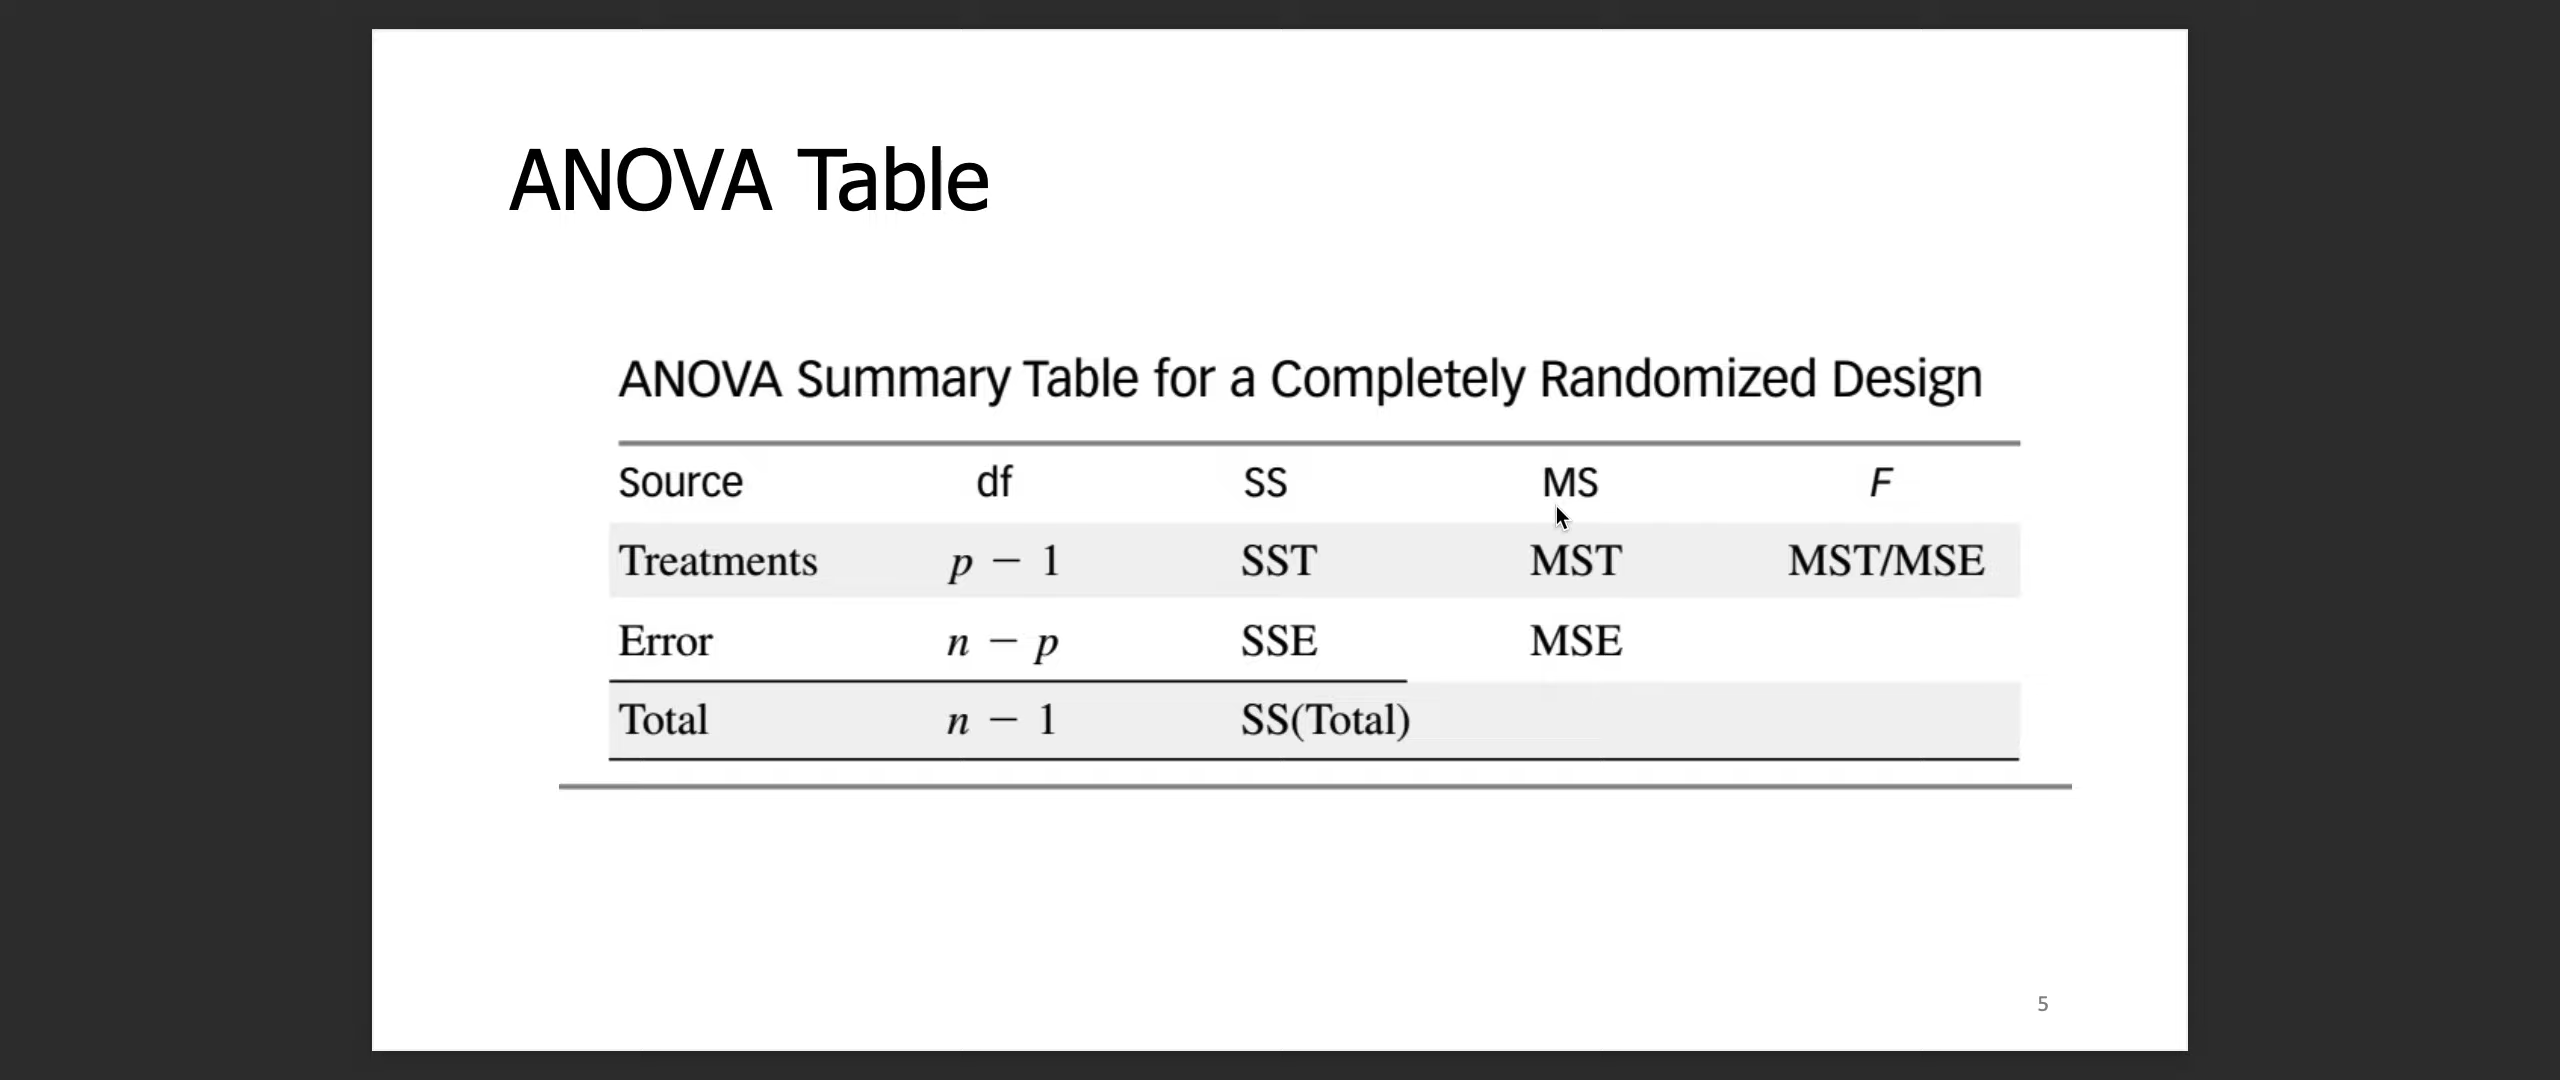 ANOVA Table
ANOVA Summary Table for a Completely Randomized Design
Source df SS MS F
Treatments p − 1 SST MST MST/MSE
Error n − p SSE MSE
Total n − 1 SS(Total)
5